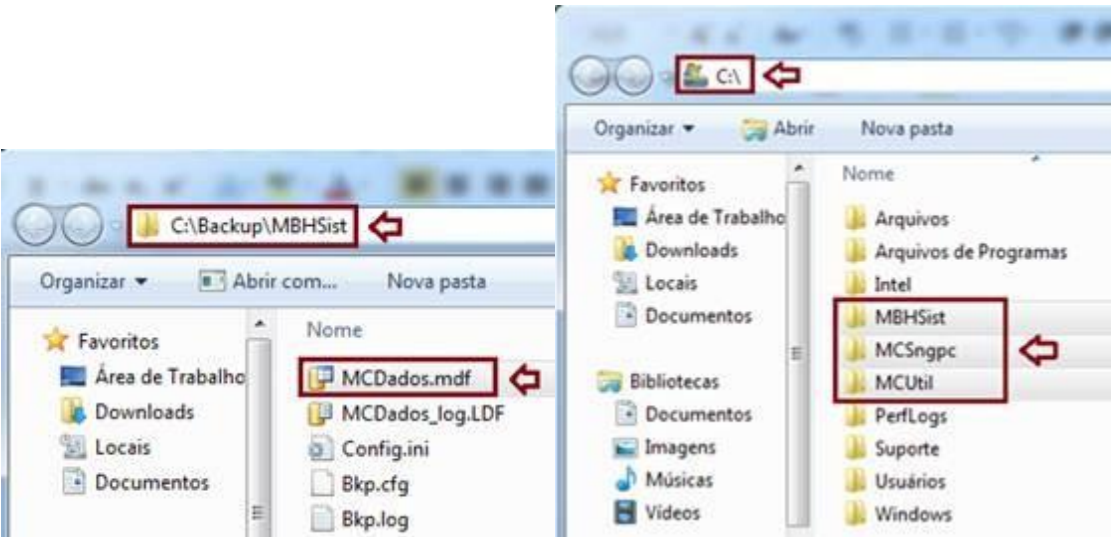 C:\Backup\MBHSist
Organizar
Abrir com...
Nova pasta
Favoritos
Área de Trabalho
Downloads
Locais
Documentos
Nome
MCDados.mdf
MCDados_log.LDF
Config.ini
Bkp.cfg
Bkp.log
C:\
Organizar
Abrir
Nova pasta
Favoritos
Área de Trabalho
Downloads
Locais
Documentos
Bibliotecas
Documentos
Imagens
Músicas
Vídeos
Nome
Arquivos
Arquivos de Programas
Intel
MBHSist
MCSngpc
MCUtil
PerfLogs
Suporte
Usuários
Windows